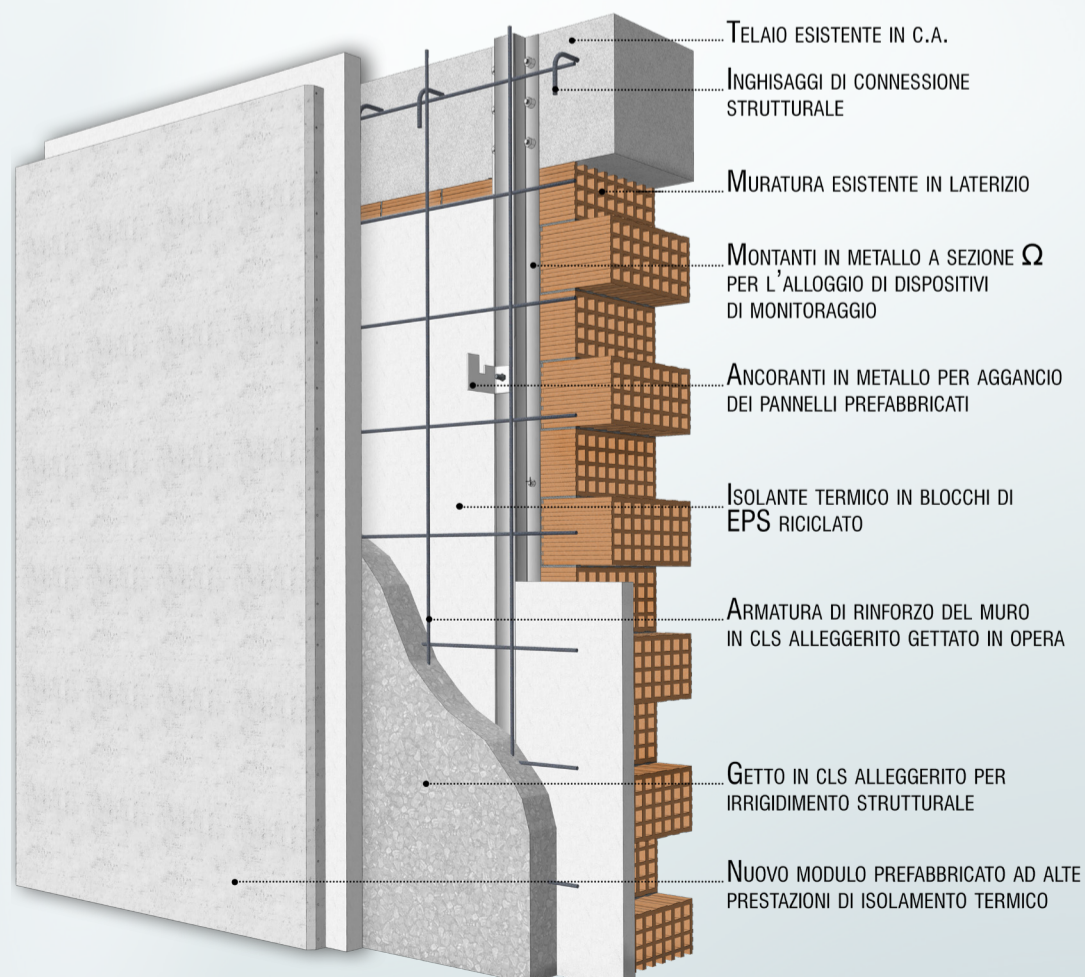 TELAIO ESISTENTE IN C.A.
INGHISAGGI DI CONNESSIONE
STRUTTURALE
MURATURA ESISTENTE IN LATERIZIO
MONTANTI IN METALLO A SEZIONE Ω
PER L'ALLOGGIO DI DISPOSITIVI
DI MONITORAGGIO
ANCORANTI IN METALLO PER AGGANCIO
DEI PANNELLI PREFABBRICATI
ISOLANTE TERMICO IN BLOCCHI DI
EPS RICICLATO
ARMATURA DI RINFORZO DEL MURO
IN CLS ALLEGGERITO GETTATO IN OPERA
GETTO IN CLS ALLEGGERITO PER
IRRIGIDIMENTO STRUTTURALE
NUOVO MODULO PREFABBRICATO AD ALTE
PRESTAZIONI DI ISOLAMENTO TERMICO